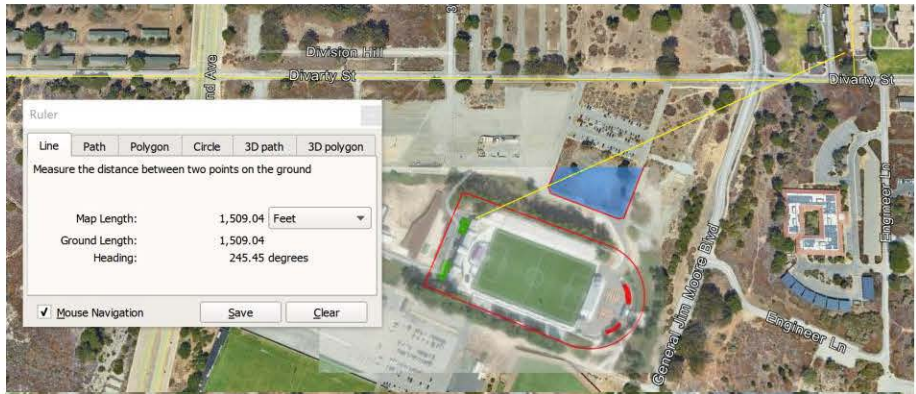 Division Hill
Divarty St
Divarty St
nd Ave
Ruler
Line Path Polygon Circle 3D path 3D polygon
Measure the distance between two points on the ground
Map Length: 1,509.04 Feet
Ground Length: 1,509.04
Heading: 245.45 degrees
Mouse Navigation Save Clear
General Jim Moore Blvd
Engineer Ln
Engineer Ln